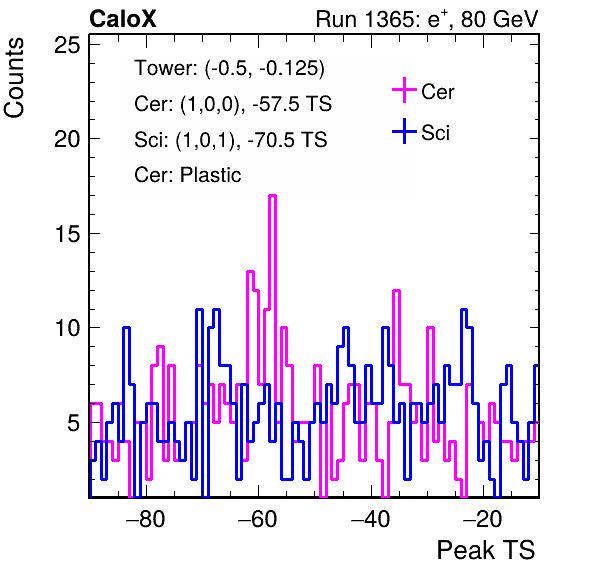 CaloX
Run 1365: e+, 80 GeV
Counts
25
20
15
10
5
Tower: (-0.5, -0.125)
Cer: (1,0,0), -57.5 TS
Sci: (1,0,1), -70.5 TS
Cer: Plastic
Cer
Sci
−80
−60
−40
−20
Peak TS